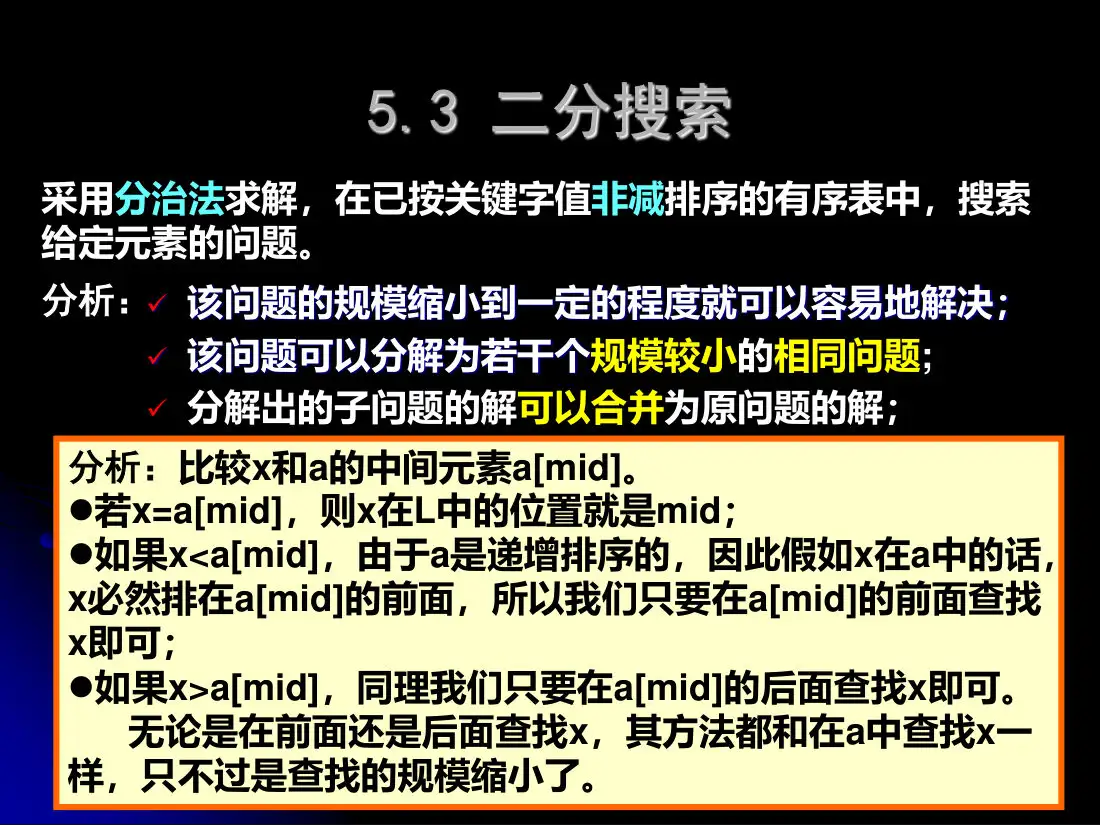 5.3 二分搜索
采用分治法求解，在已按关键字值非减排序的有序表中，搜索
给定元素的问题。
分析：✓ 该问题的规模缩小到一定的程度就可以容易地解决；
✓ 该问题可以分解为若干个规模较小的相同问题；
✓ 分解出的子问题的解可以合并为原问题的解；
分析：比较x和a的中间元素a[mid]。
●若x=a[mid]，则x在L中的位置就是mid；
●如果x<a[mid]，由于a是递增排序的，因此假如x在a中的话，
x必然排在a[mid]的前面，所以我们只要在a[mid]的前面查找
x即可；
●如果x>a[mid]，同理我们只要在a[mid]的后面查找x即可。
无论是在前面还是后面查找x，其方法都和在a中查找x一
样，只不过是查找的规模缩小了。